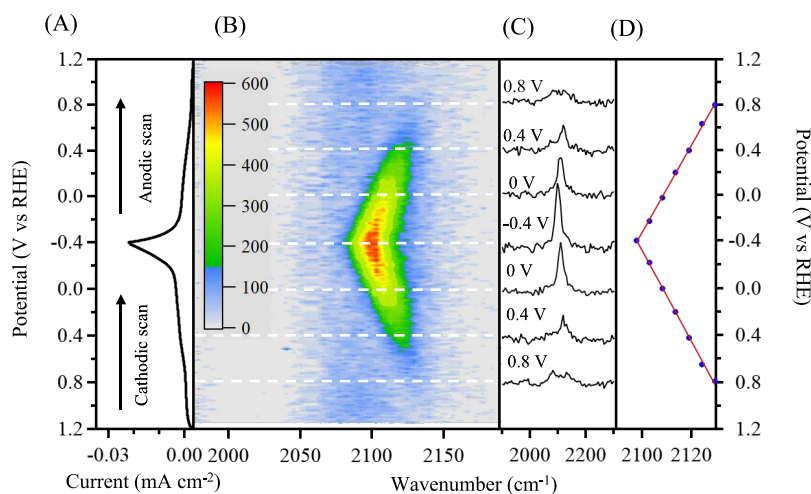 (A) (B) (C) (D)
1.2 1.2
0.8 0.8
0.4 0.4
0.0 0.0
-0.4 -0.4
0.0 0.0
0.4 0.4
0.8 0.8
1.2 1.2
Potential (V vs RHE)
Anodic scan
Cathodic scan
600
500
400
300
200
100
0
0.8 V
0.4 V
0 V
-0.4 V
0 V
0.4 V
0.8 V
Potential (V vs RHE)
-0.03 0.00 2000 2050 2100 2150 2000 2200 2100 2120
Current (mA cm-2) Wavenumber (cm-1)